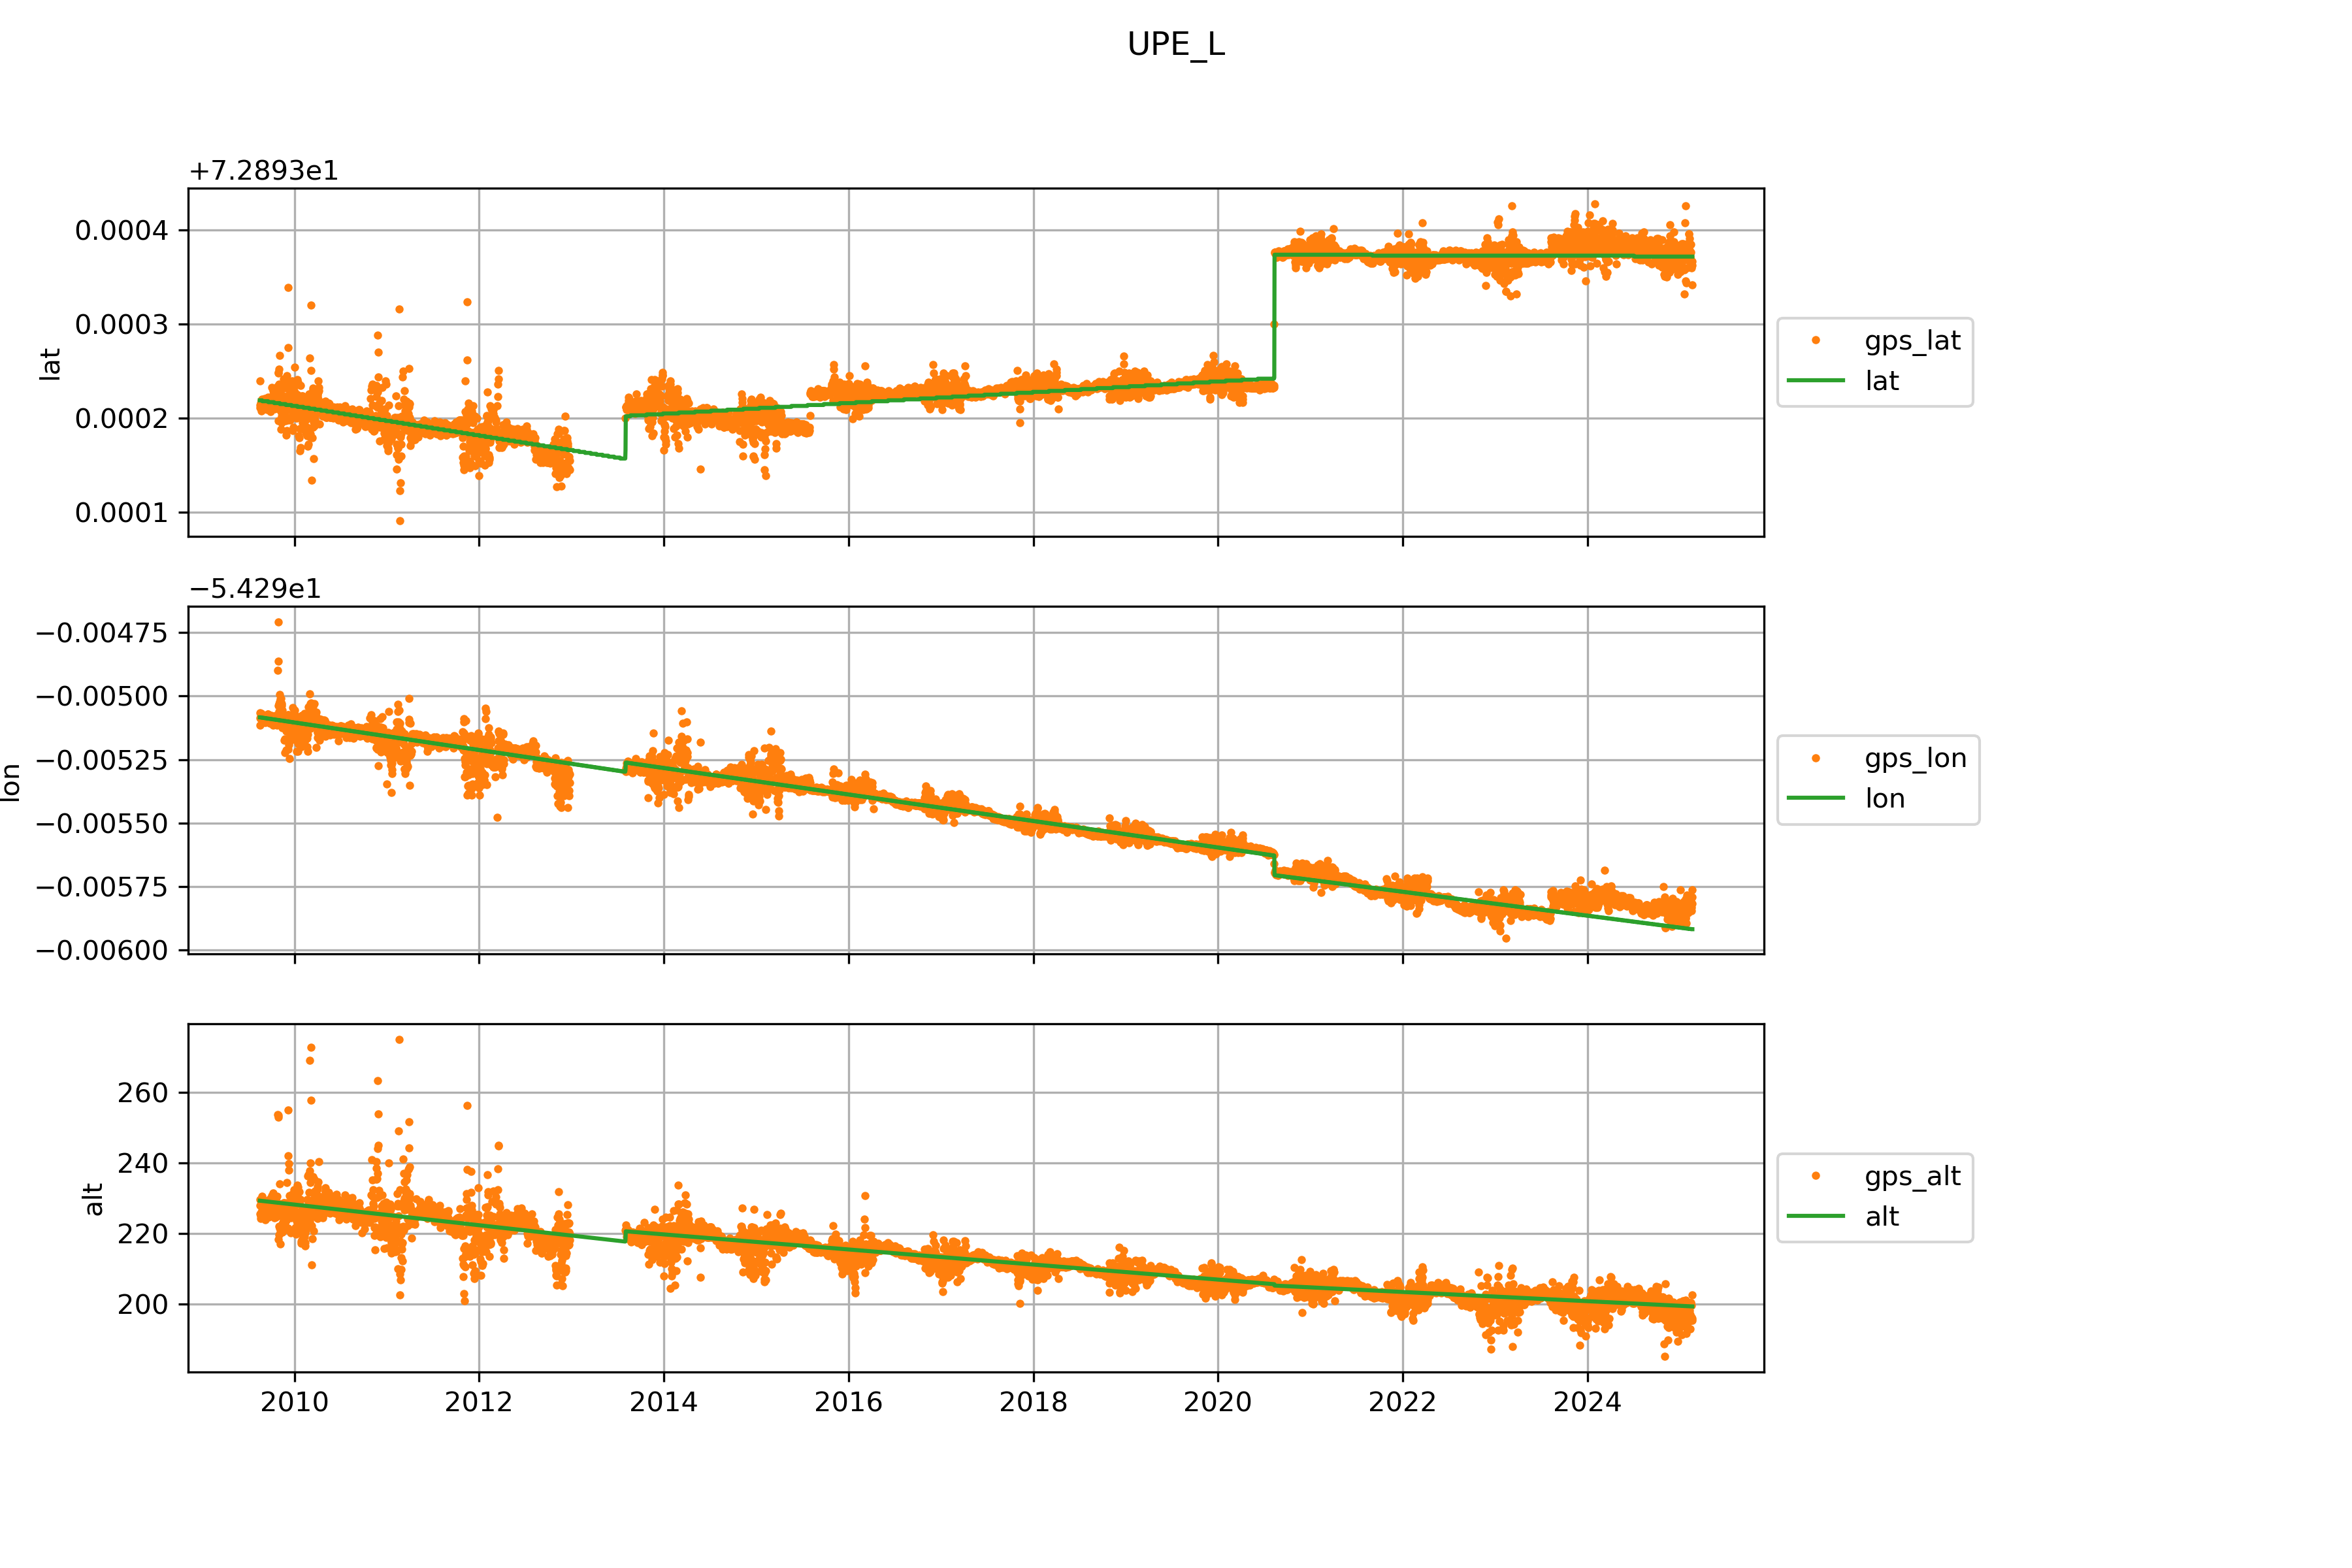 UPE_L
+7.2893e1
0.0004
0.0003
0.0002
0.0001
lat
gps_lat
lat
−5.429e1
−0.00475
−0.00500
−0.00525
−0.00550
−0.00575
−0.00600
lon
gps_lon
lon
260
240
220
200
alt
gps_alt
alt
2010 2012 2014 2016 2018 2020 2022 2024